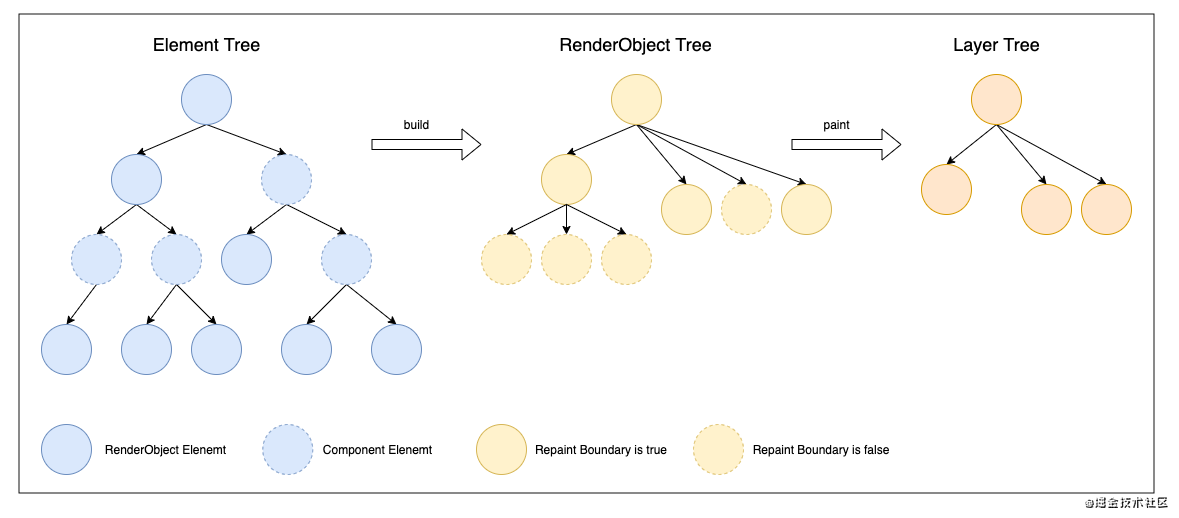 Element Tree
RenderObject Tree
Layer Tree
build
paint
RenderObject Elenemt
Component Elenemt
Repaint Boundary is true
Repaint Boundary is false
@掘金技术社区